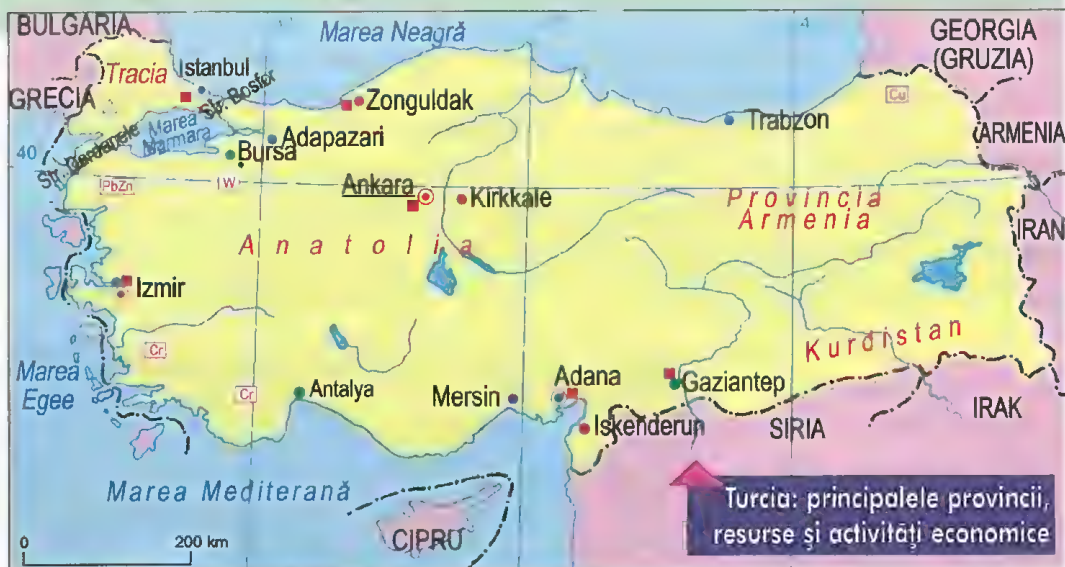 BULGARIA
Marea Neagră
GEORGIA
(GRUZIA)
Tracia
Istanbul
Str. Bosfor
GRECIA
Zonguldak
Cu
Marea
Marmara
Adapazari
Trabzon
ARMENIA
Str. Dardanele
40
Bursa
PbZn
W
Ankara
Kirkkale
Provincia
Armenia
IRAN
Anatolia
Izmir
Kurdistan
Cr
Marea
Egee
Cr
Antalya
Mersin
Adana
Gaziantep
IRAK
Iskenderun
SIRIA
Marea Mediterană
CIPRU
0
200 km
Turcia: principalele provincii,
resurse și activități economice